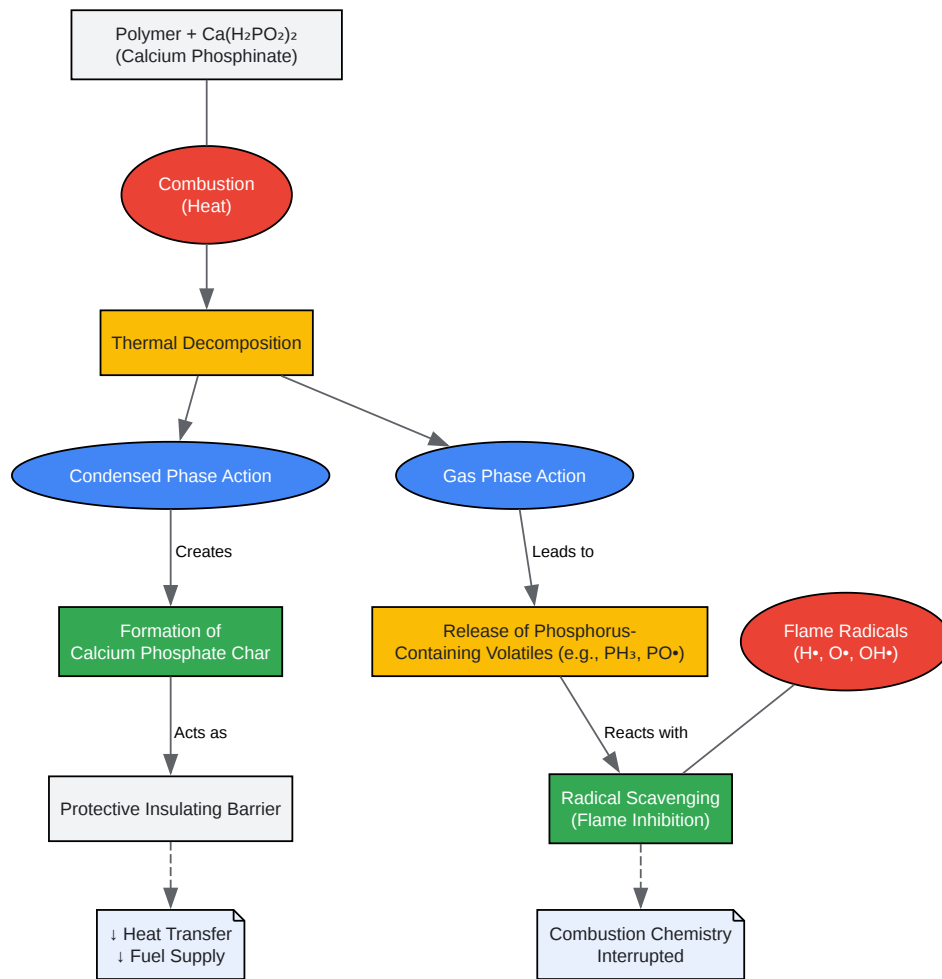 Polymer + Ca(H₂PO₂)₂
(Calcium Phosphinate)
Combustion
(Heat)
Thermal Decomposition
Condensed Phase Action
Gas Phase Action
Creates
Leads to
Formation of
Calcium Phosphate Char
Release of Phosphorus-
Containing Volatiles (e.g., PH₃, PO•)
Flame Radicals
(H•, O•, OH•)
Acts as
Reacts with
Protective Insulating Barrier
Radical Scavenging
(Flame Inhibition)
↓ Heat Transfer
↓ Fuel Supply
Combustion Chemistry
Interrupted